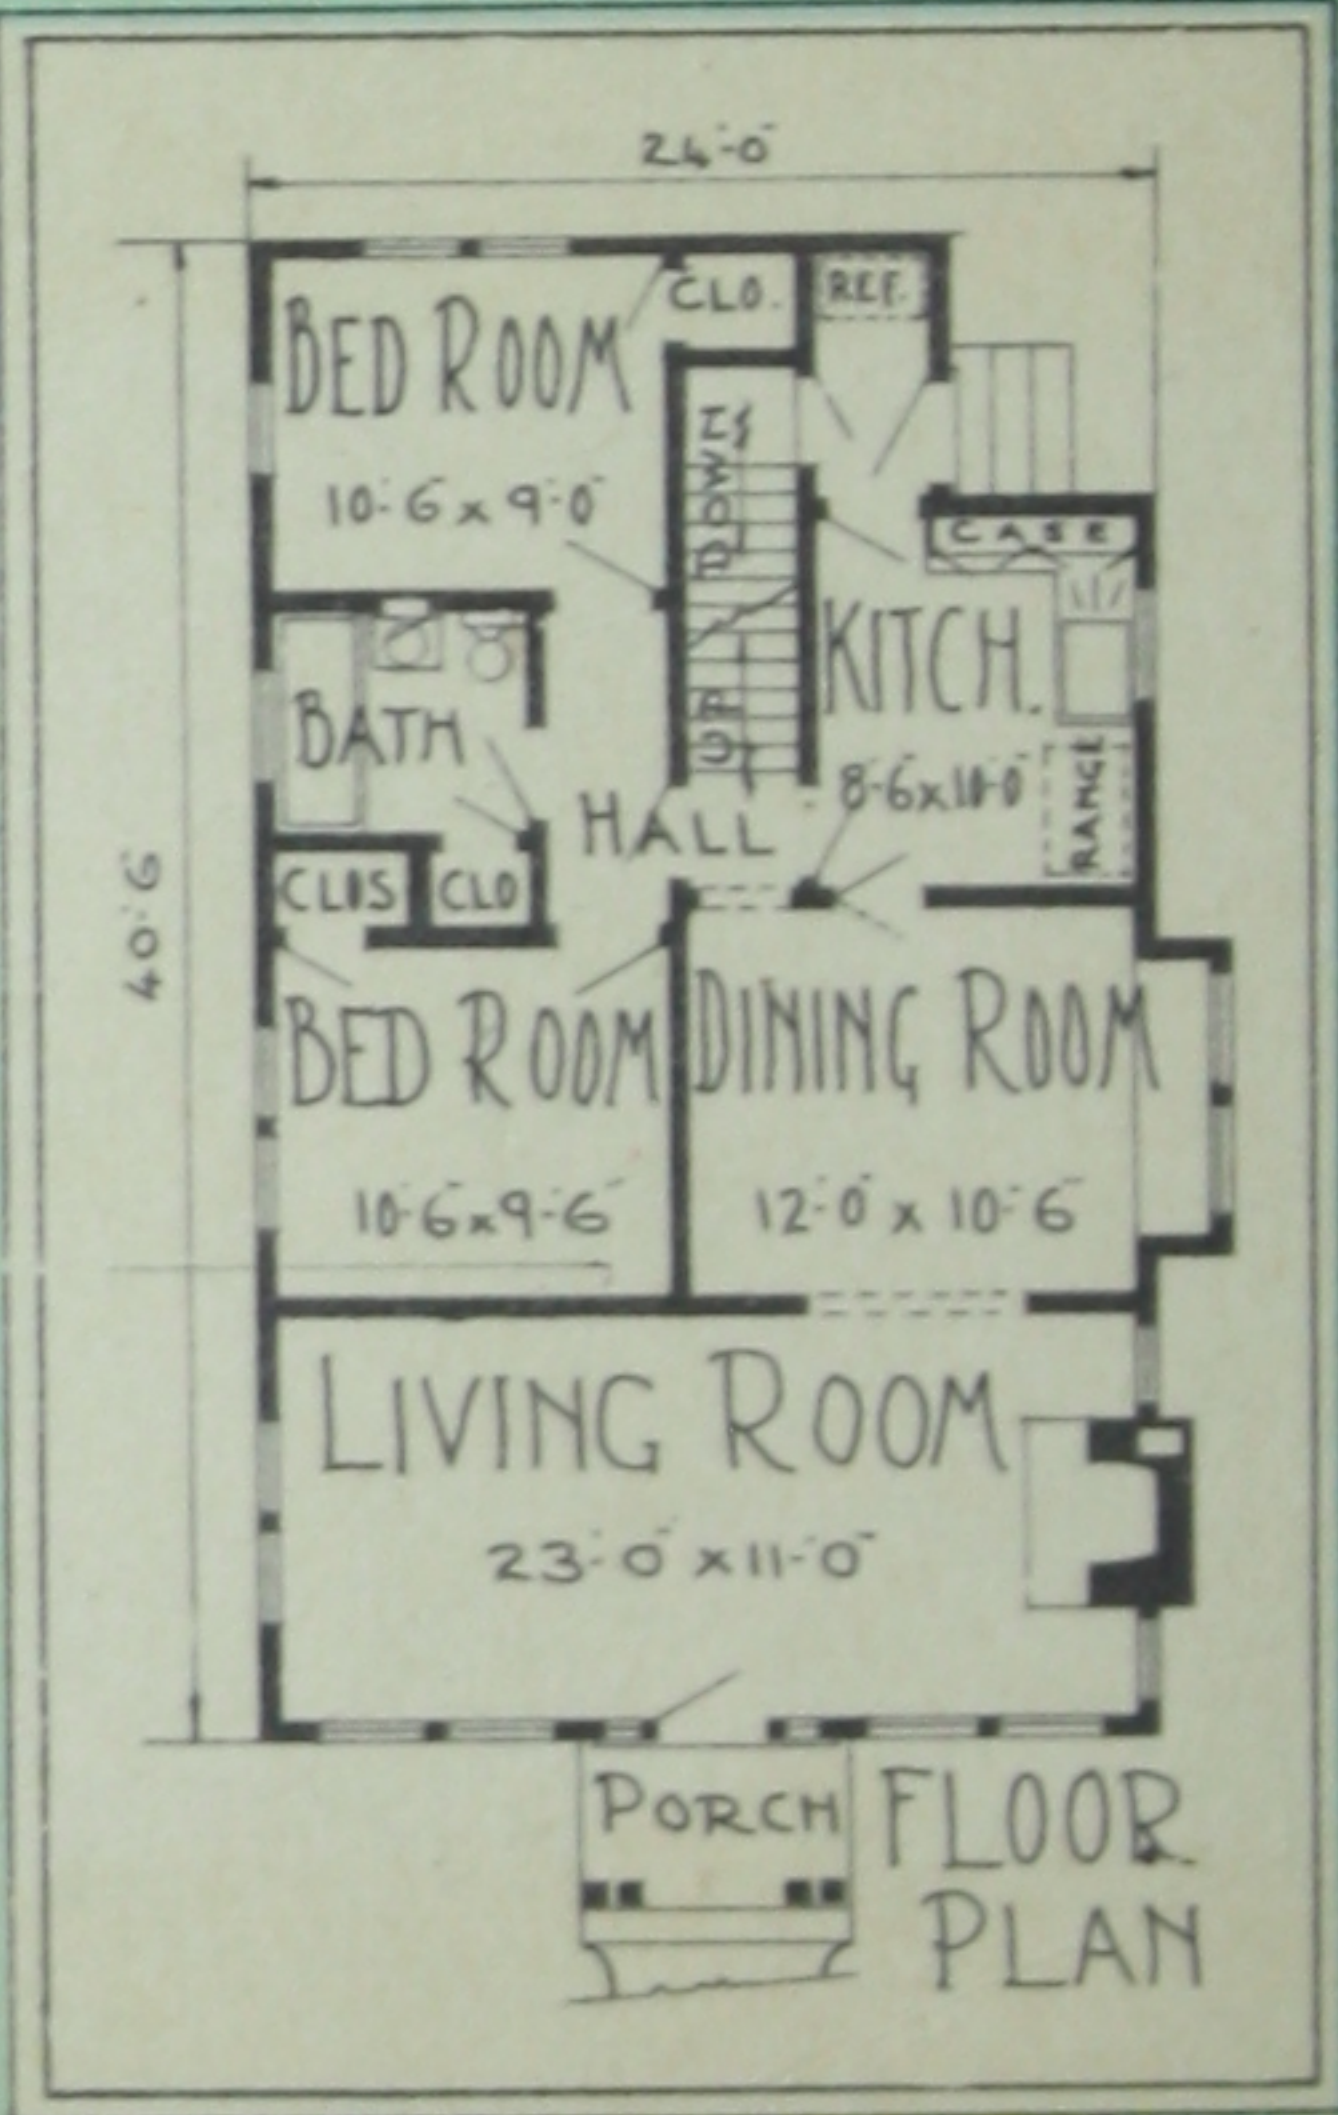 24'-0"
CLO.
REF.
BED ROOM
10'-6 x 9'-0"
DOWN
CASE
KITCH.
8'-6 x 10'-0"
BATH
UP
RANGE
HALL
CLOS
CLO
40'-6
BED ROOM
10'-6" x 9'-6"
DINING ROOM
12'-0" x 10'-6"
LIVING ROOM
23'-0" x 11'-0"
PORCH
FLOOR
PLAN